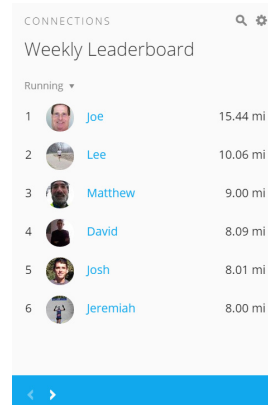 CONNECTIONS
Weekly Leaderboard
Running
1 Joe 15.44 mi
2 Lee 10.06 mi
3 Matthew 9.00 mi
4 David 8.09 mi
5 Josh 8.01 mi
6 Jeremiah 8.00 mi